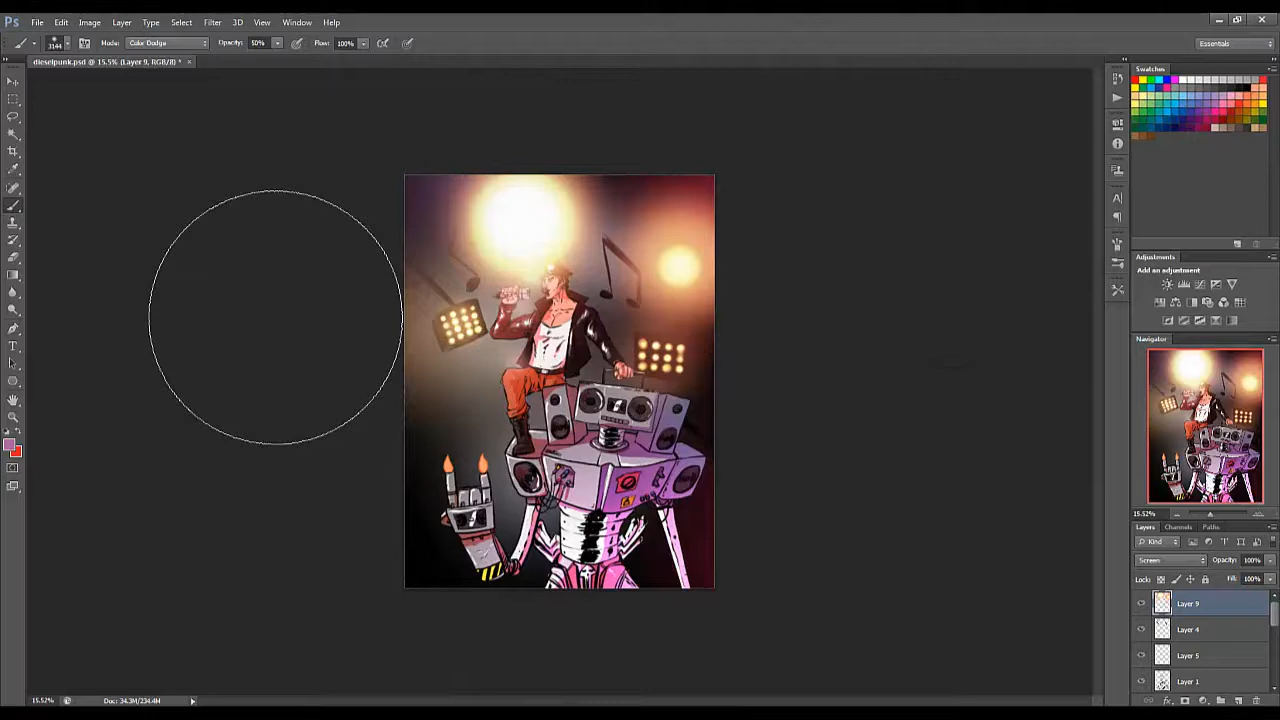 Ps File Edit Image Layer Type Select Filter 3D View Window Help
3144 Mode: Color Dodge Opacity: 50% Flow: 100% Essentials
dieselpunk.psd @ 15.5% (Layer 9, RGB/8) * ×
Swatches
Adjustments
Add an adjustment
Navigator
15.52%
Layers Channels Paths
Kind
Screen Opacity: 100%
Lock: Fill: 100%
Layer 9
Layer 4
Layer 5
Layer 1
15.52% Doc: 34.3M/234.4M